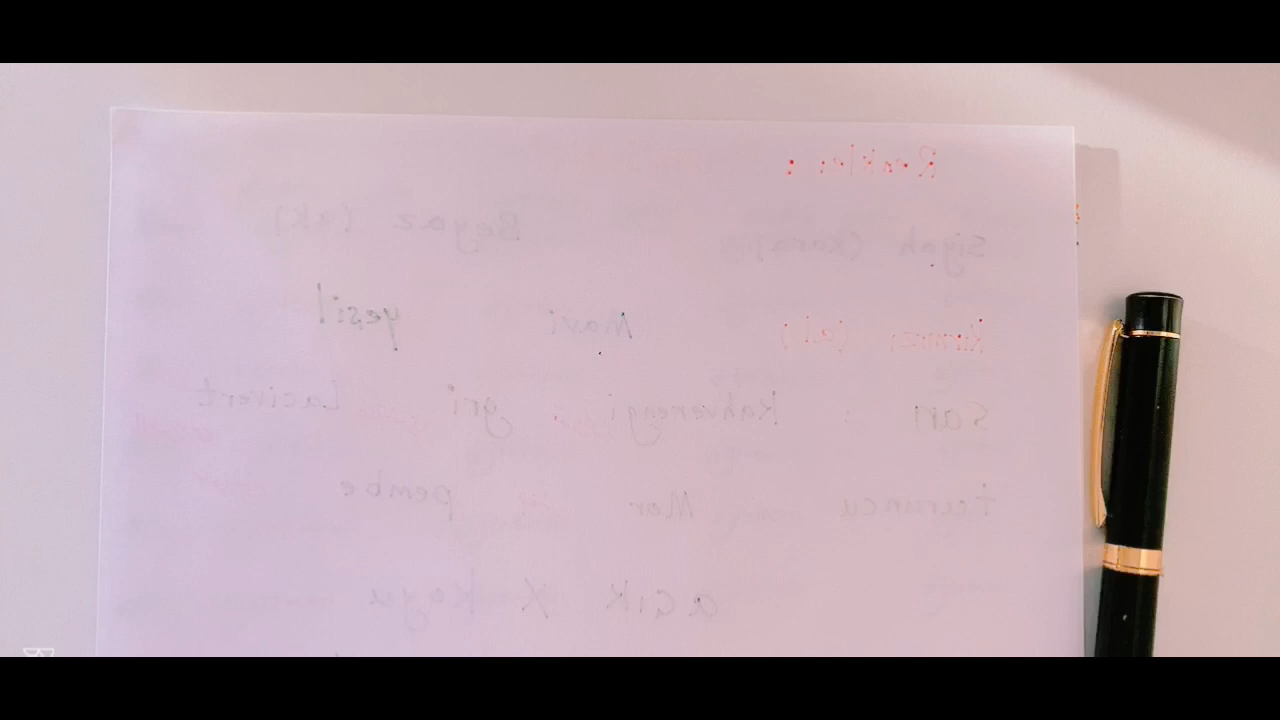 Renkler :
Siyah (kara) Beyaz (ak)
Kırmızı (al) Mavi yeşil
Sarı Kahverengi gri Lacivert
turuncu Mor pembe
açık X Koyu